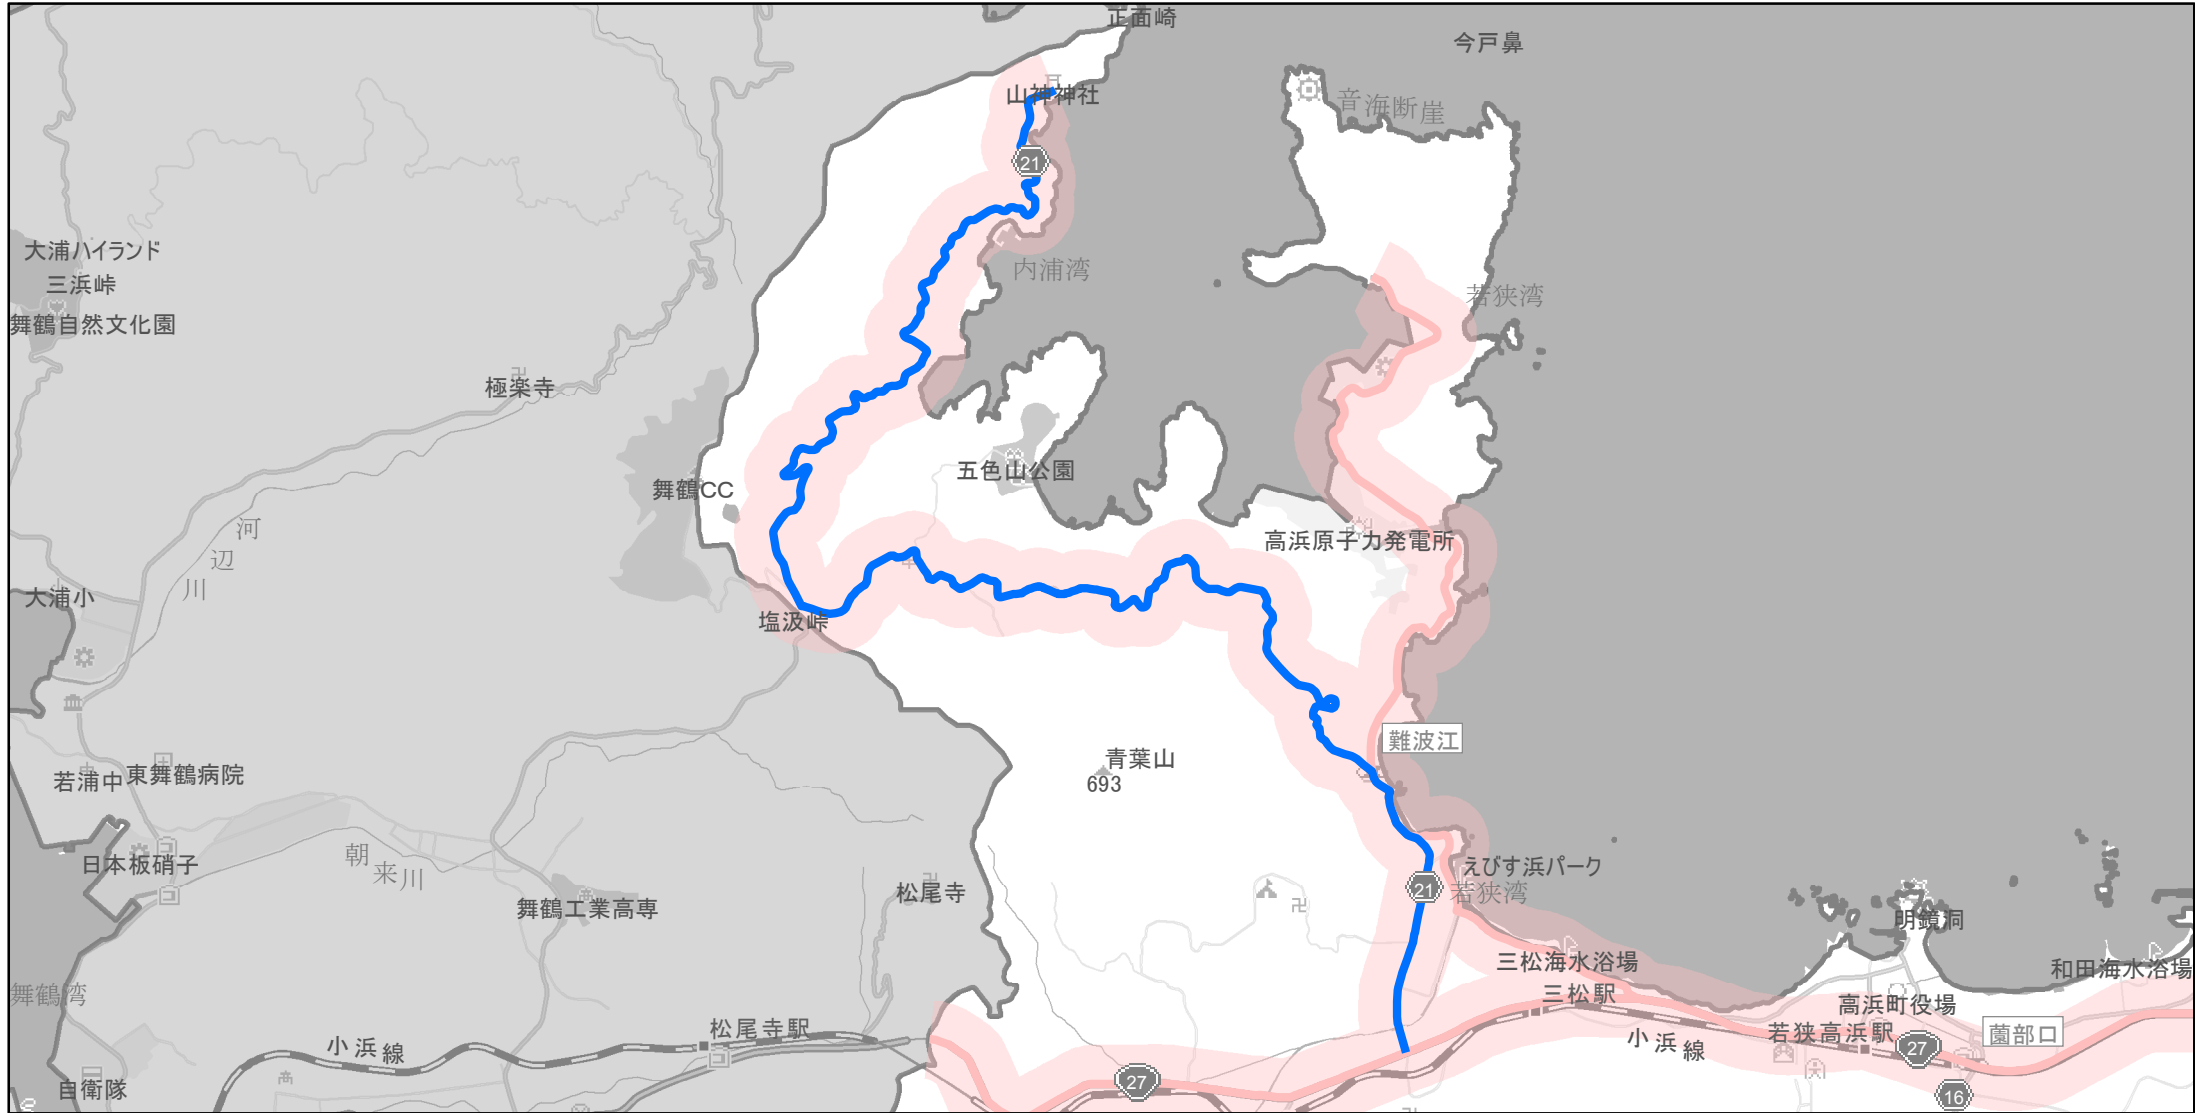 正面崎
今戸鼻
山神神社
音海断崖
21
大浦ハイランド
三浜峠
舞鶴自然文化園
内浦湾
若狭湾
極楽寺
五色山公園
舞鶴CC
河辺川
高浜原子力発電所
大浦小
塩汲峠
難波江
青葉山
693
若浦中
東舞鶴病院
日本板硝子
朝来川
舞鶴工業高専
松尾寺
えびす浜パーク
21
若狭湾
明鏡洞
三松海水浴場
和田海水浴場
舞鶴湾
三松駅
高浜町役場
松尾寺駅
小浜線
小浜線
若狭高浜駅
27
薗部口
自衛隊
27
16